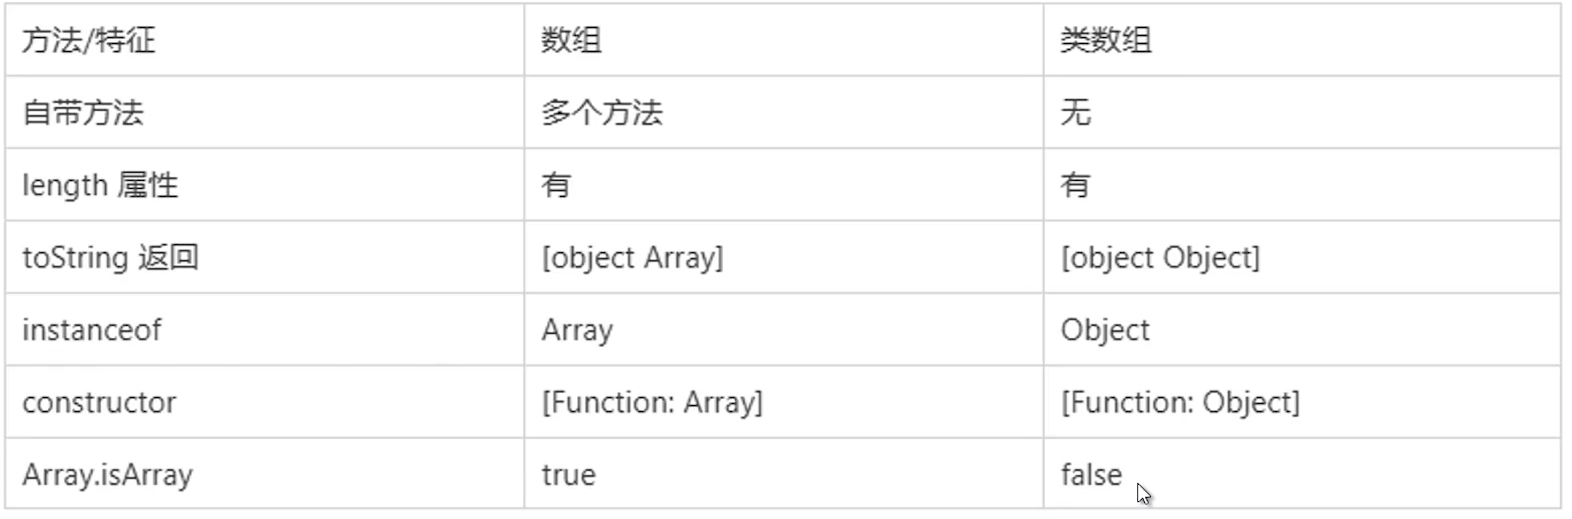 方法/特征 数组 类数组
自带方法 多个方法 无
length 属性 有 有
toString 返回 [object Array] [object Object]
instanceof Array Object
constructor [Function: Array] [Function: Object]
Array.isArray true false